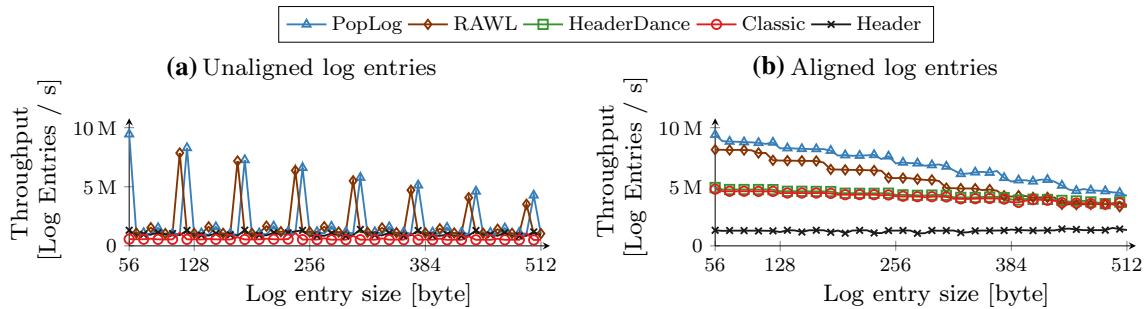 PopLog RAWL HeaderDance Classic Header
(a) Unaligned log entries
Throughput
[Log Entries / s]
10 M
5 M
0
56 128 256 384 512
Log entry size [byte]
(b) Aligned log entries
Throughput
[Log Entries / s]
10 M
5 M
0
56 128 256 384 512
Log entry size [byte]